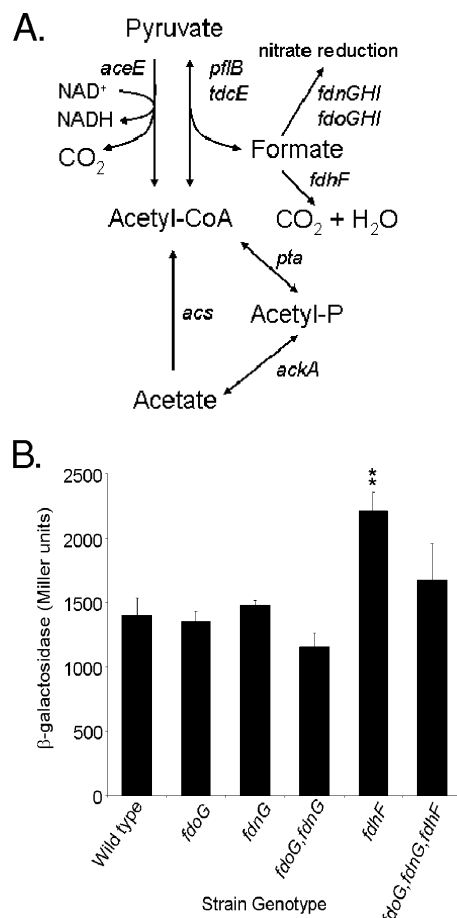 A.
Pyruvate
nitrate reduction
aceE
pflB
tdcE
NAD+
NADH
CO2
fdnGHI
fdoGHI
Formate
fdhF
Acetyl-CoA
CO2 + H2O
pta
acs
Acetyl-P
ackA
Acetate
B.
β-galactosidase (Miller units)
2500
2000
1500
1000
500
0
**
Wild type
fdoG
fdnG
fdoG,fdnG
fdhF
fdoG,fdnG,fdhF
Strain Genotype